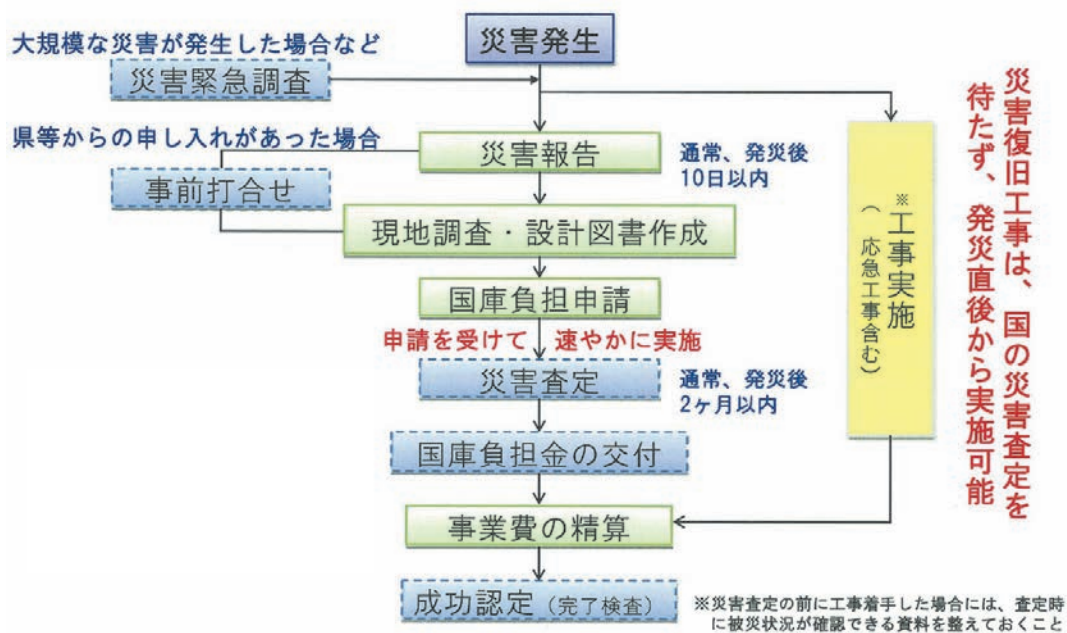 災害発生
大規模な災害が発生した場合など
災害緊急調査
県等からの申し入れがあった場合
災害報告
通常、発災後
10日以内
事前打合せ
現地調査・設計図書作成
国庫負担申請
申請を受けて 速やかに実施
災害査定
通常、発災後
2ヶ月以内
国庫負担金の交付
事業費の精算
成功認定（完了検査）
※工事実施
（応急工事含む）
災害復旧工事は、国の災害査定を
待たず、発災直後から実施可能
※災害査定の前に工事着手した場合には、査定時
に被災状況が確認できる資料を整えておくこと